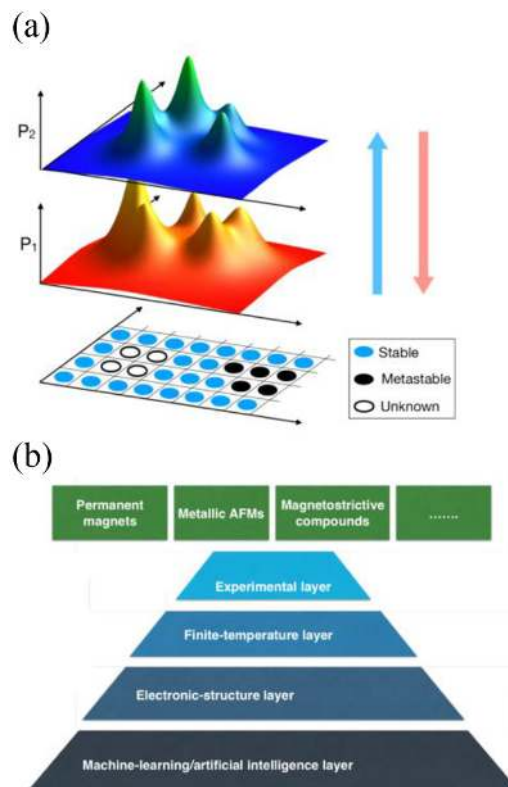 (a)
P2
P1
Stable
Metastable
Unknown
(b)
Permanent
magnets
Metallic AFMs
Magnetostrictive
compounds
.......
Experimental layer
Finite-temperature layer
Electronic-structure layer
Machine-learning/artificial intelligence layer